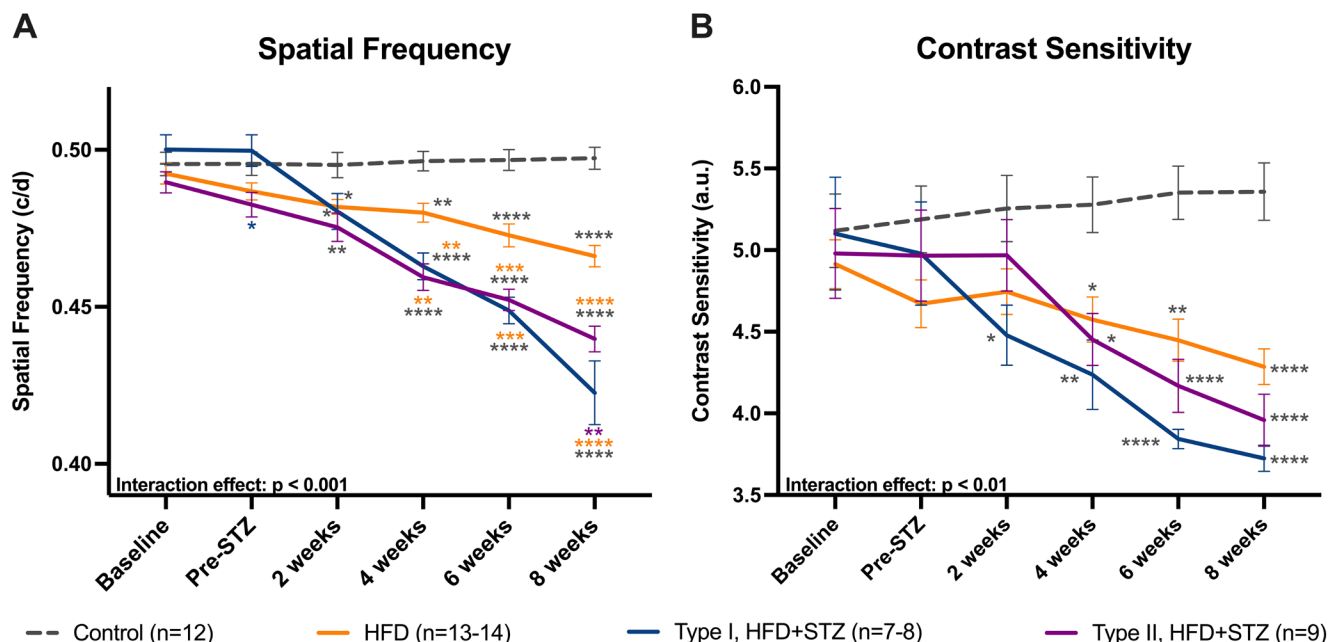 A
Spatial Frequency
Spatial Frequency (c/d)
0.50
0.45
0.40
*
*
*
**
**
**
****
**
****
****
***
****
***
****
****
****
****
**
****
****
Interaction effect: p < 0.001
Baseline
Pre-STZ
2 weeks
4 weeks
6 weeks
8 weeks
B
Contrast Sensitivity
Contrast Sensitivity (a.u.)
6.0
5.5
5.0
4.5
4.0
3.5
*
*
*
**
**
****
****
****
****
****
Interaction effect: p < 0.01
Baseline
Pre-STZ
2 weeks
4 weeks
6 weeks
8 weeks
Control (n=12)
HFD (n=13-14)
Type I, HFD+STZ (n=7-8)
Type II, HFD+STZ (n=9)